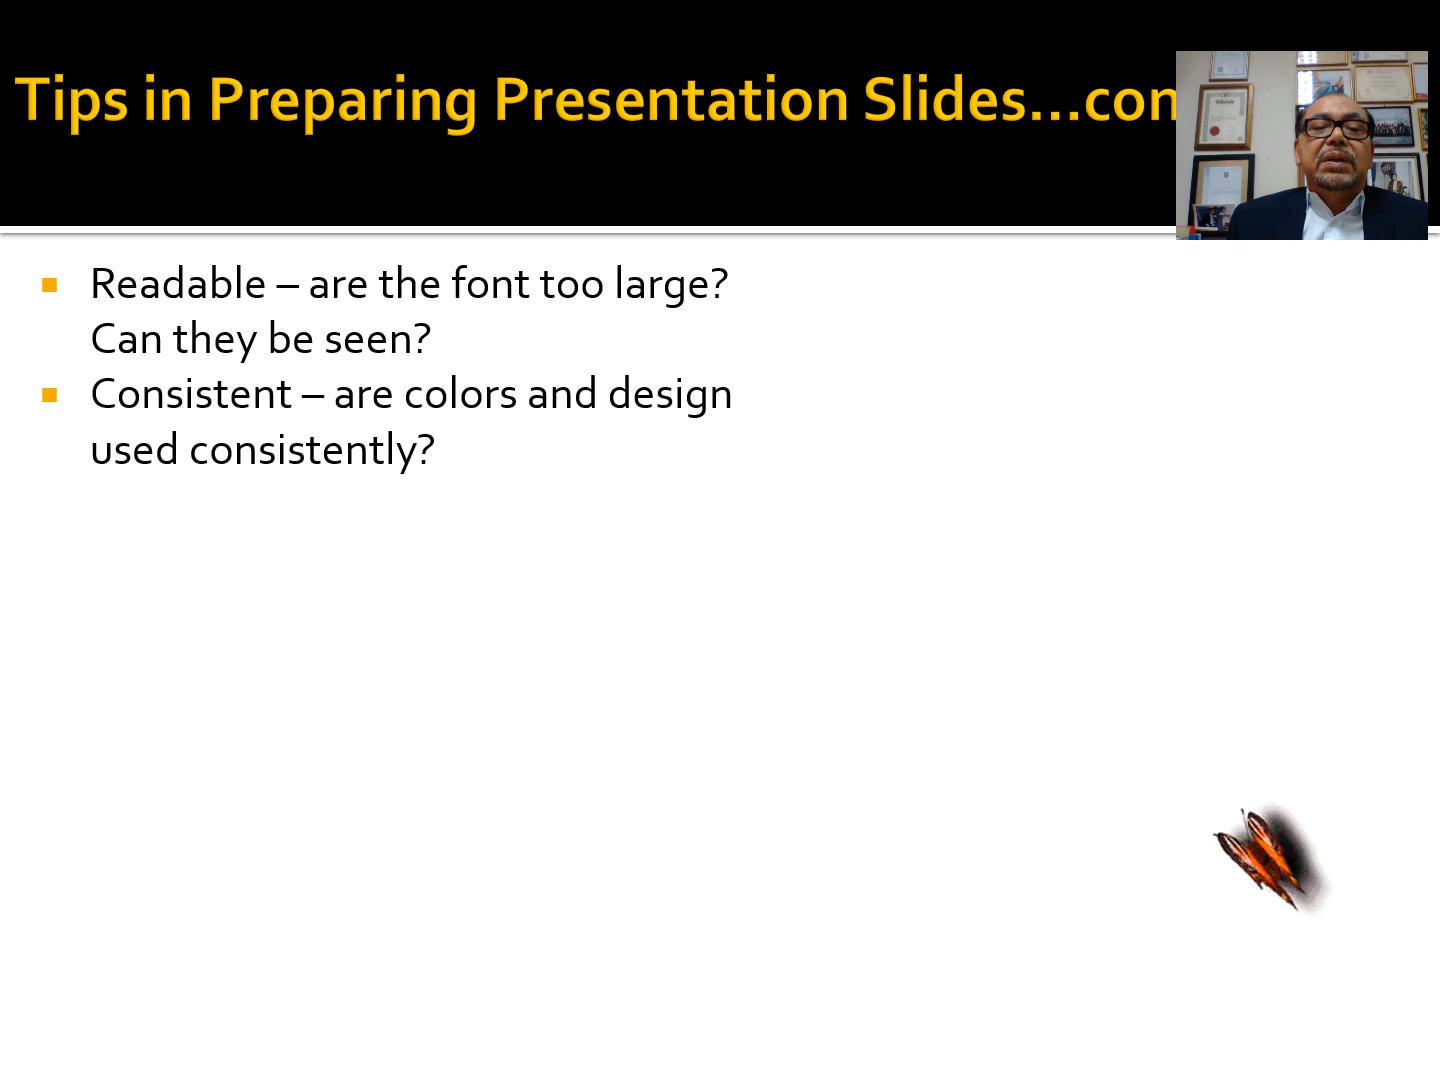 Tips in Preparing Presentation Slides...con
Readable – are the font too large?
Can they be seen?
Consistent – are colors and design
used consistently?